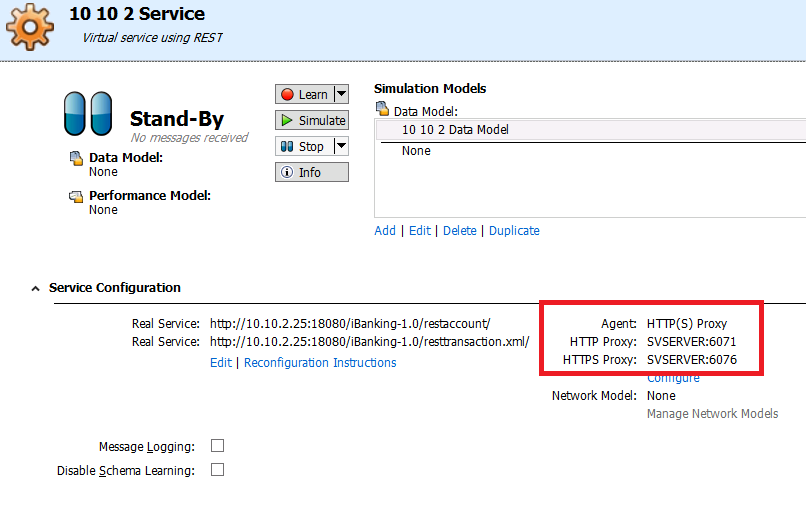 10 10 2 Service
Virtual service using REST
Stand-By
No messages received
Data Model:
None
Performance Model:
None
Learn
Simulate
Stop
Info
Simulation Models
Data Model:
10 10 2 Data Model
None
Add | Edit | Delete | Duplicate
Service Configuration
Real Service: http://10.10.2.25:18080/iBanking-1.0/restaccount/
Real Service: http://10.10.2.25:18080/iBanking-1.0/resttransaction.xml/
Edit | Reconfiguration Instructions
Agent: HTTP(S) Proxy
HTTP Proxy: SVSERVER:6071
HTTPS Proxy: SVSERVER:6076
Configure
Network Model: None
Manage Network Models
Message Logging:
Disable Schema Learning: